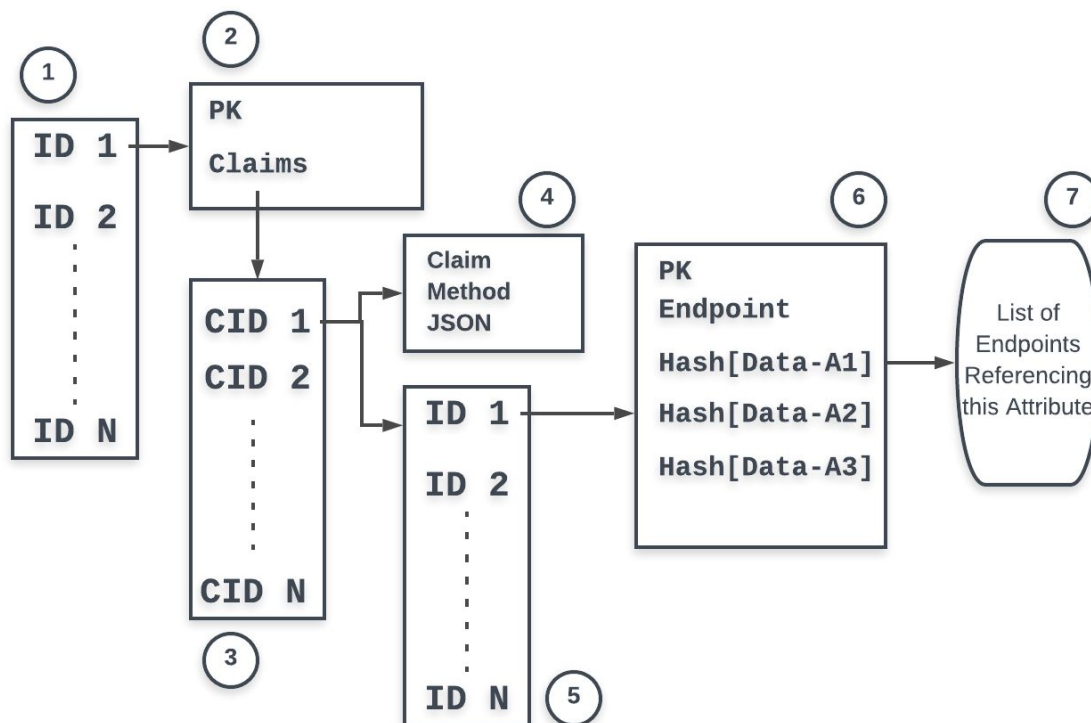 1
ID 1
ID 2
ID N
2
PK
Claims
CID 1
CID 2
CID N
3
4
Claim
Method
JSON
ID 1
ID 2
ID N
5
6
PK
Endpoint
Hash[Data-A1]
Hash[Data-A2]
Hash[Data-A3]
7
List of
Endpoints
Referencing
this Attribute